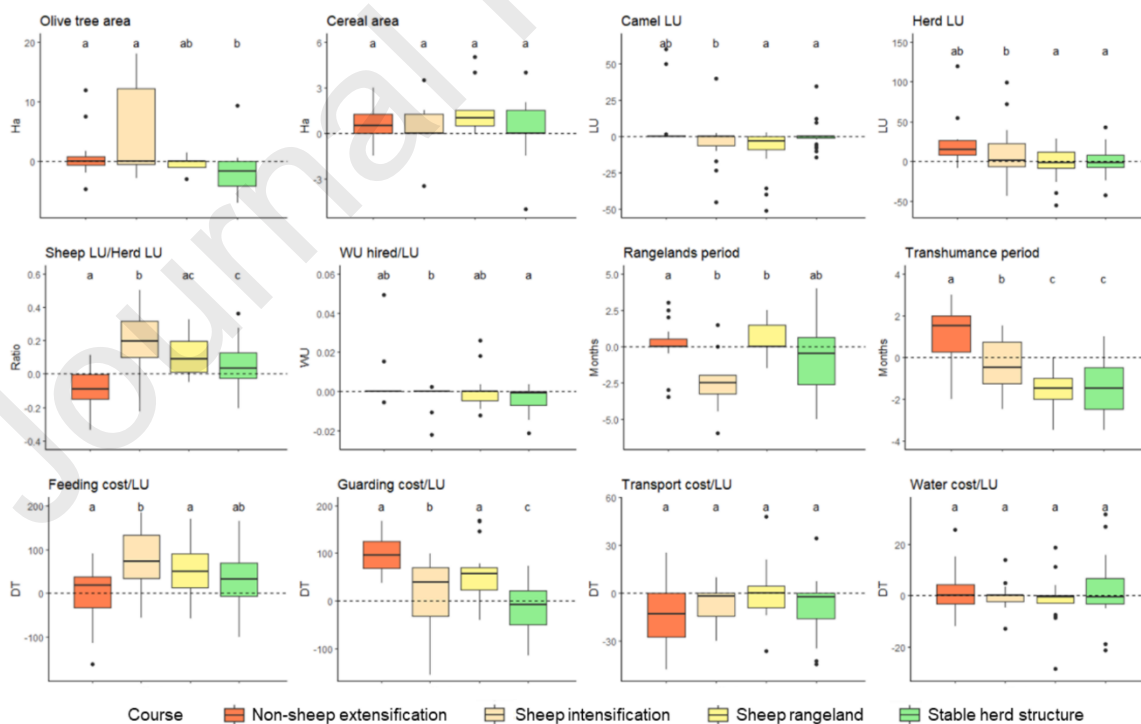 Journal
Olive tree area
Cereal area
Camel LU
Herd LU
20
10
0
Ha
a
a
ab
b
6
3
0
-3
Ha
a
a
a
a
50
25
0
-25
-50
LU
ab
b
a
a
150
100
50
0
-50
LU
ab
b
a
a
Sheep LU/Herd LU
WU hired/LU
Rangelands period
Transhumance period
0.6
0.4
0.2
0.0
-0.2
-0.4
Ratio
a
b
ac
c
0.06
0.04
0.02
0.00
-0.02
WU
ab
b
ab
a
5.0
2.5
0.0
-2.5
-5.0
Months
a
b
b
ab
2
0
-2
-4
Months
a
b
c
c
Feeding cost/LU
Guarding cost/LU
Transport cost/LU
Water cost/LU
200
100
0
-100
DT
a
b
a
ab
200
100
0
-100
DT
a
b
a
c
60
30
0
-30
DT
a
a
a
a
20
0
-20
DT
a
a
a
a
Course Non-sheep extensification Sheep intensification Sheep rangeland Stable herd structure